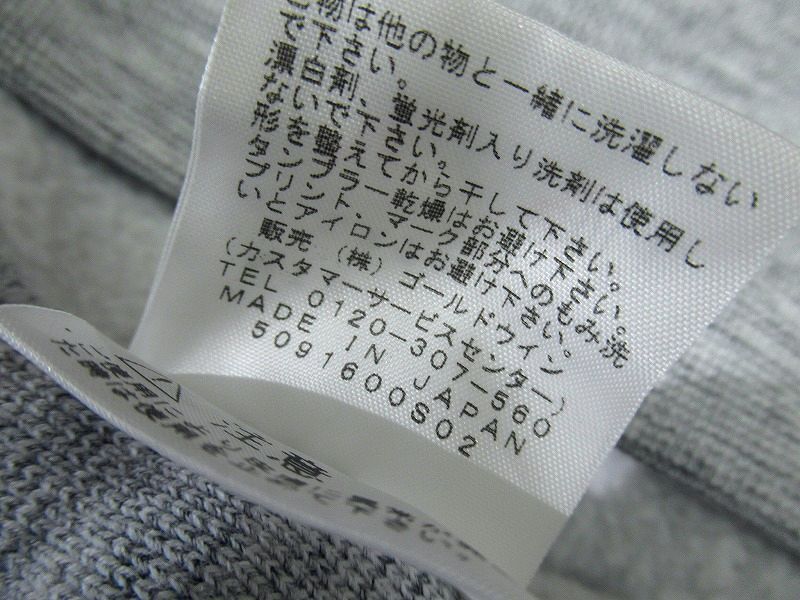 物は他の物と一緒に洗濯しない
で下さい。
漂白剤、蛍光剤入り洗剤は使用し
ないで下さい。
形を整えてから干して下さい。
タンブラー乾燥はお避け下さい。
プリント、マーク部分へのもみ洗
いとアイロンはお避け下さい。
販売 (株) ゴールドウイン
(カスタマーサービスセンター)
TEL 0120-307-560
MADE IN JAPAN
5091600S02
注意